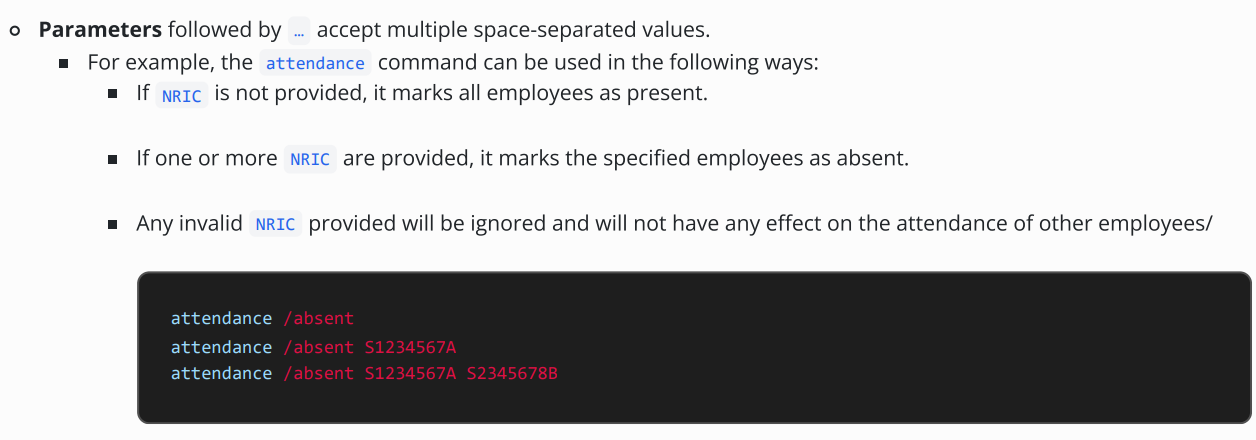 Parameters followed by … accept multiple space-separated values.
For example, the attendance command can be used in the following ways:
If NRIC is not provided, it marks all employees as present.
If one or more NRIC are provided, it marks the specified employees as absent.
Any invalid NRIC provided will be ignored and will not have any effect on the attendance of other employees/
attendance /absent
attendance /absent S1234567A
attendance /absent S1234567A S2345678B